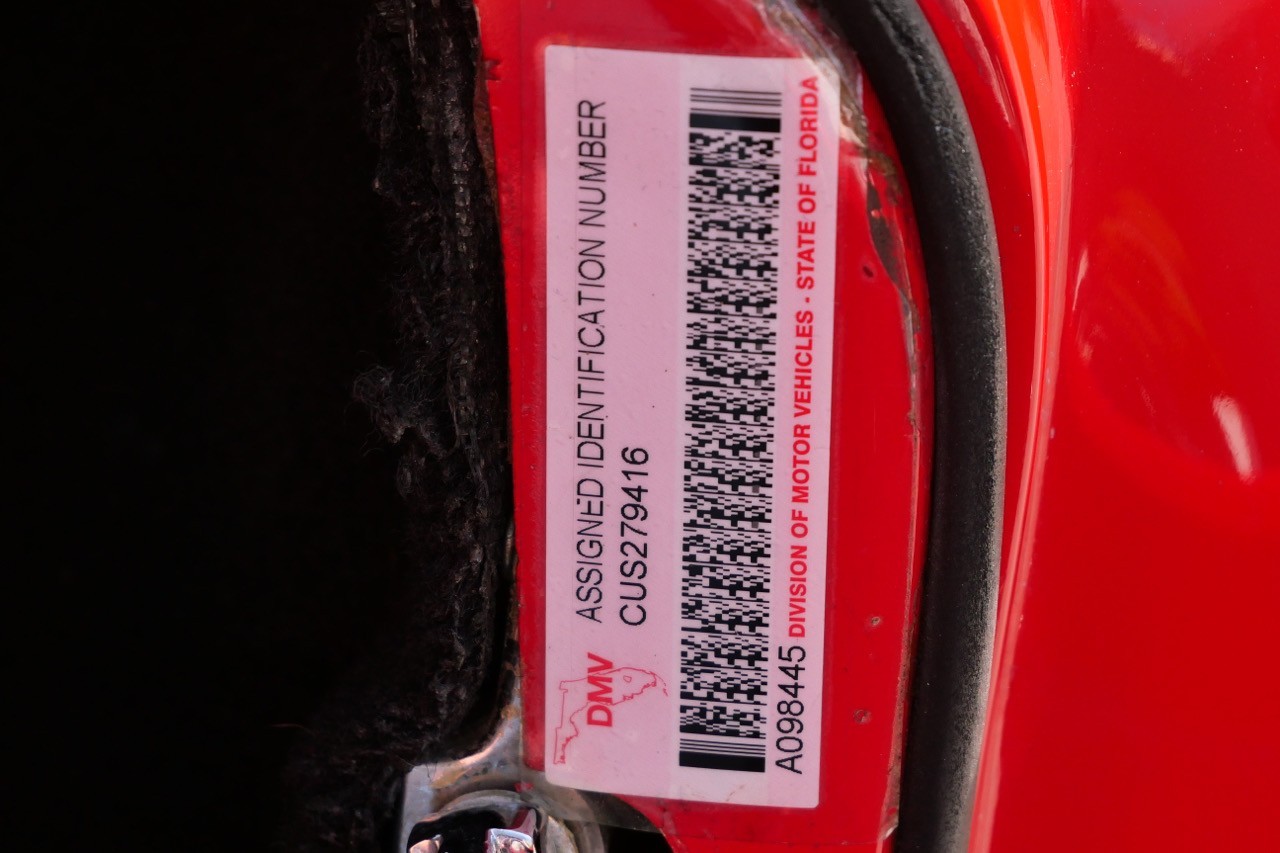 ASSIGNED IDENTIFICATION NUMBER
CUS279416
DMV
A098445 DIVISION OF MOTOR VEHICLES - STATE OF FLORIDA